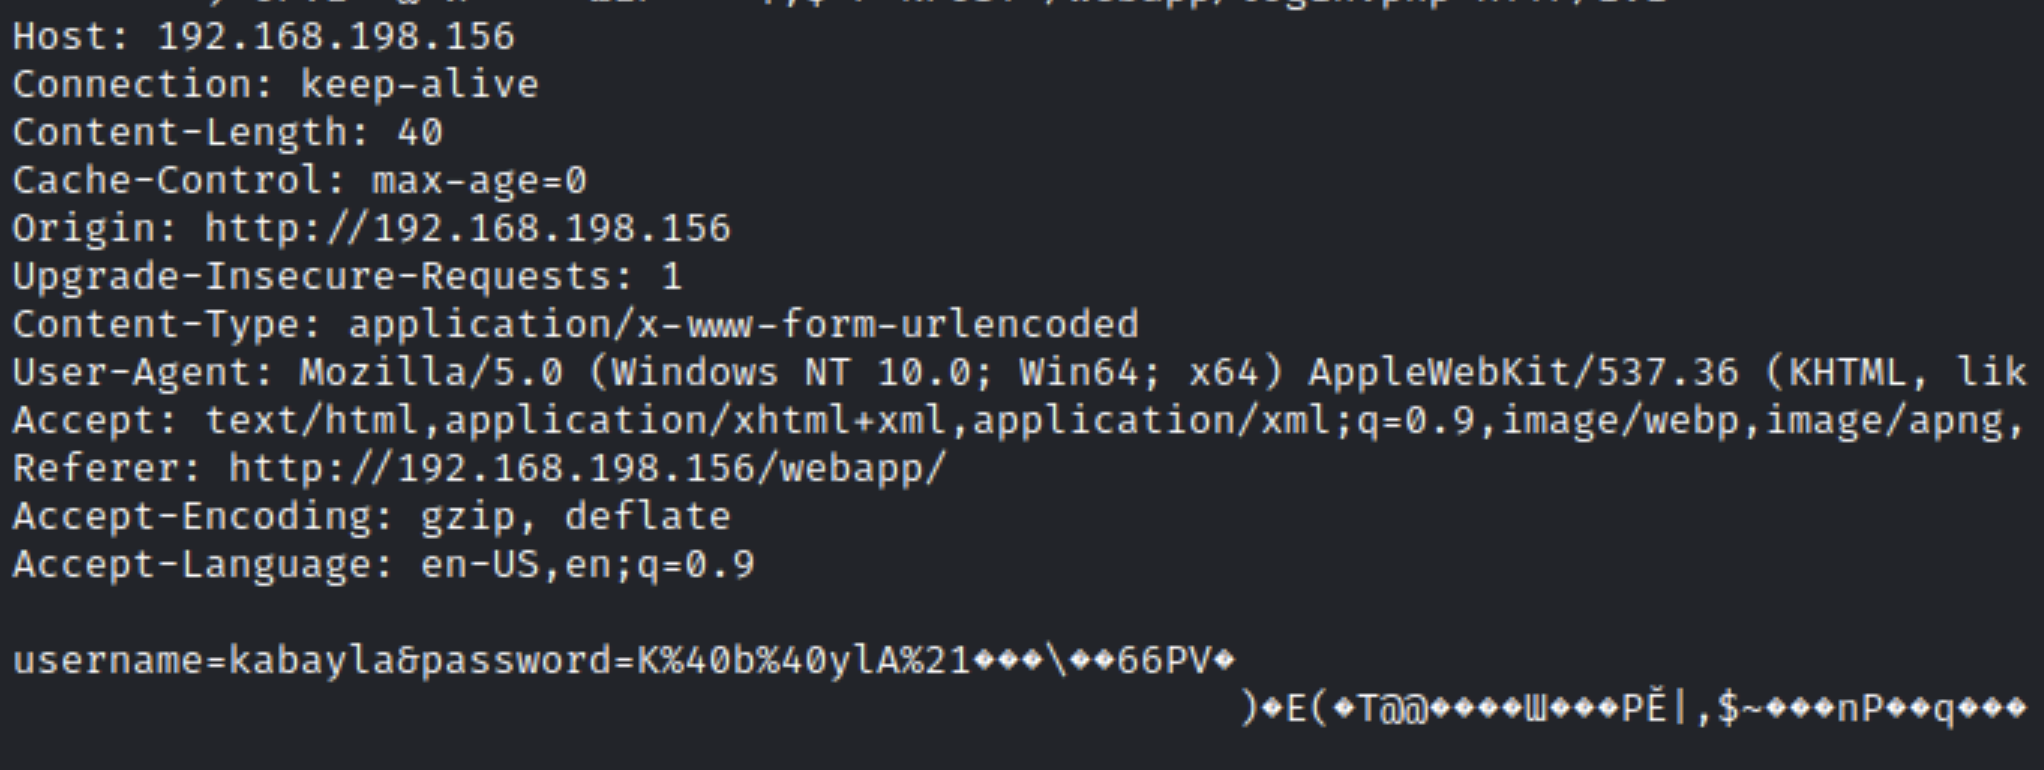 Host: 192.168.198.156
Connection: keep-alive
Content-Length: 40
Cache-Control: max-age=0
Origin: http://192.168.198.156
Upgrade-Insecure-Requests: 1
Content-Type: application/x-www-form-urlencoded
User-Agent: Mozilla/5.0 (Windows NT 10.0; Win64; x64) AppleWebKit/537.36 (KHTML, lik
Accept: text/html,application/xhtml+xml,application/xml;q=0.9,image/webp,image/apng,
Referer: http://192.168.198.156/webapp/
Accept-Encoding: gzip, deflate
Accept-Language: en-US,en;q=0.9
username=kabayla&password=K%40b%40ylA%21���\��66PV�
)�E(�T@@����Ш���PӖ|,$~���nP��q���